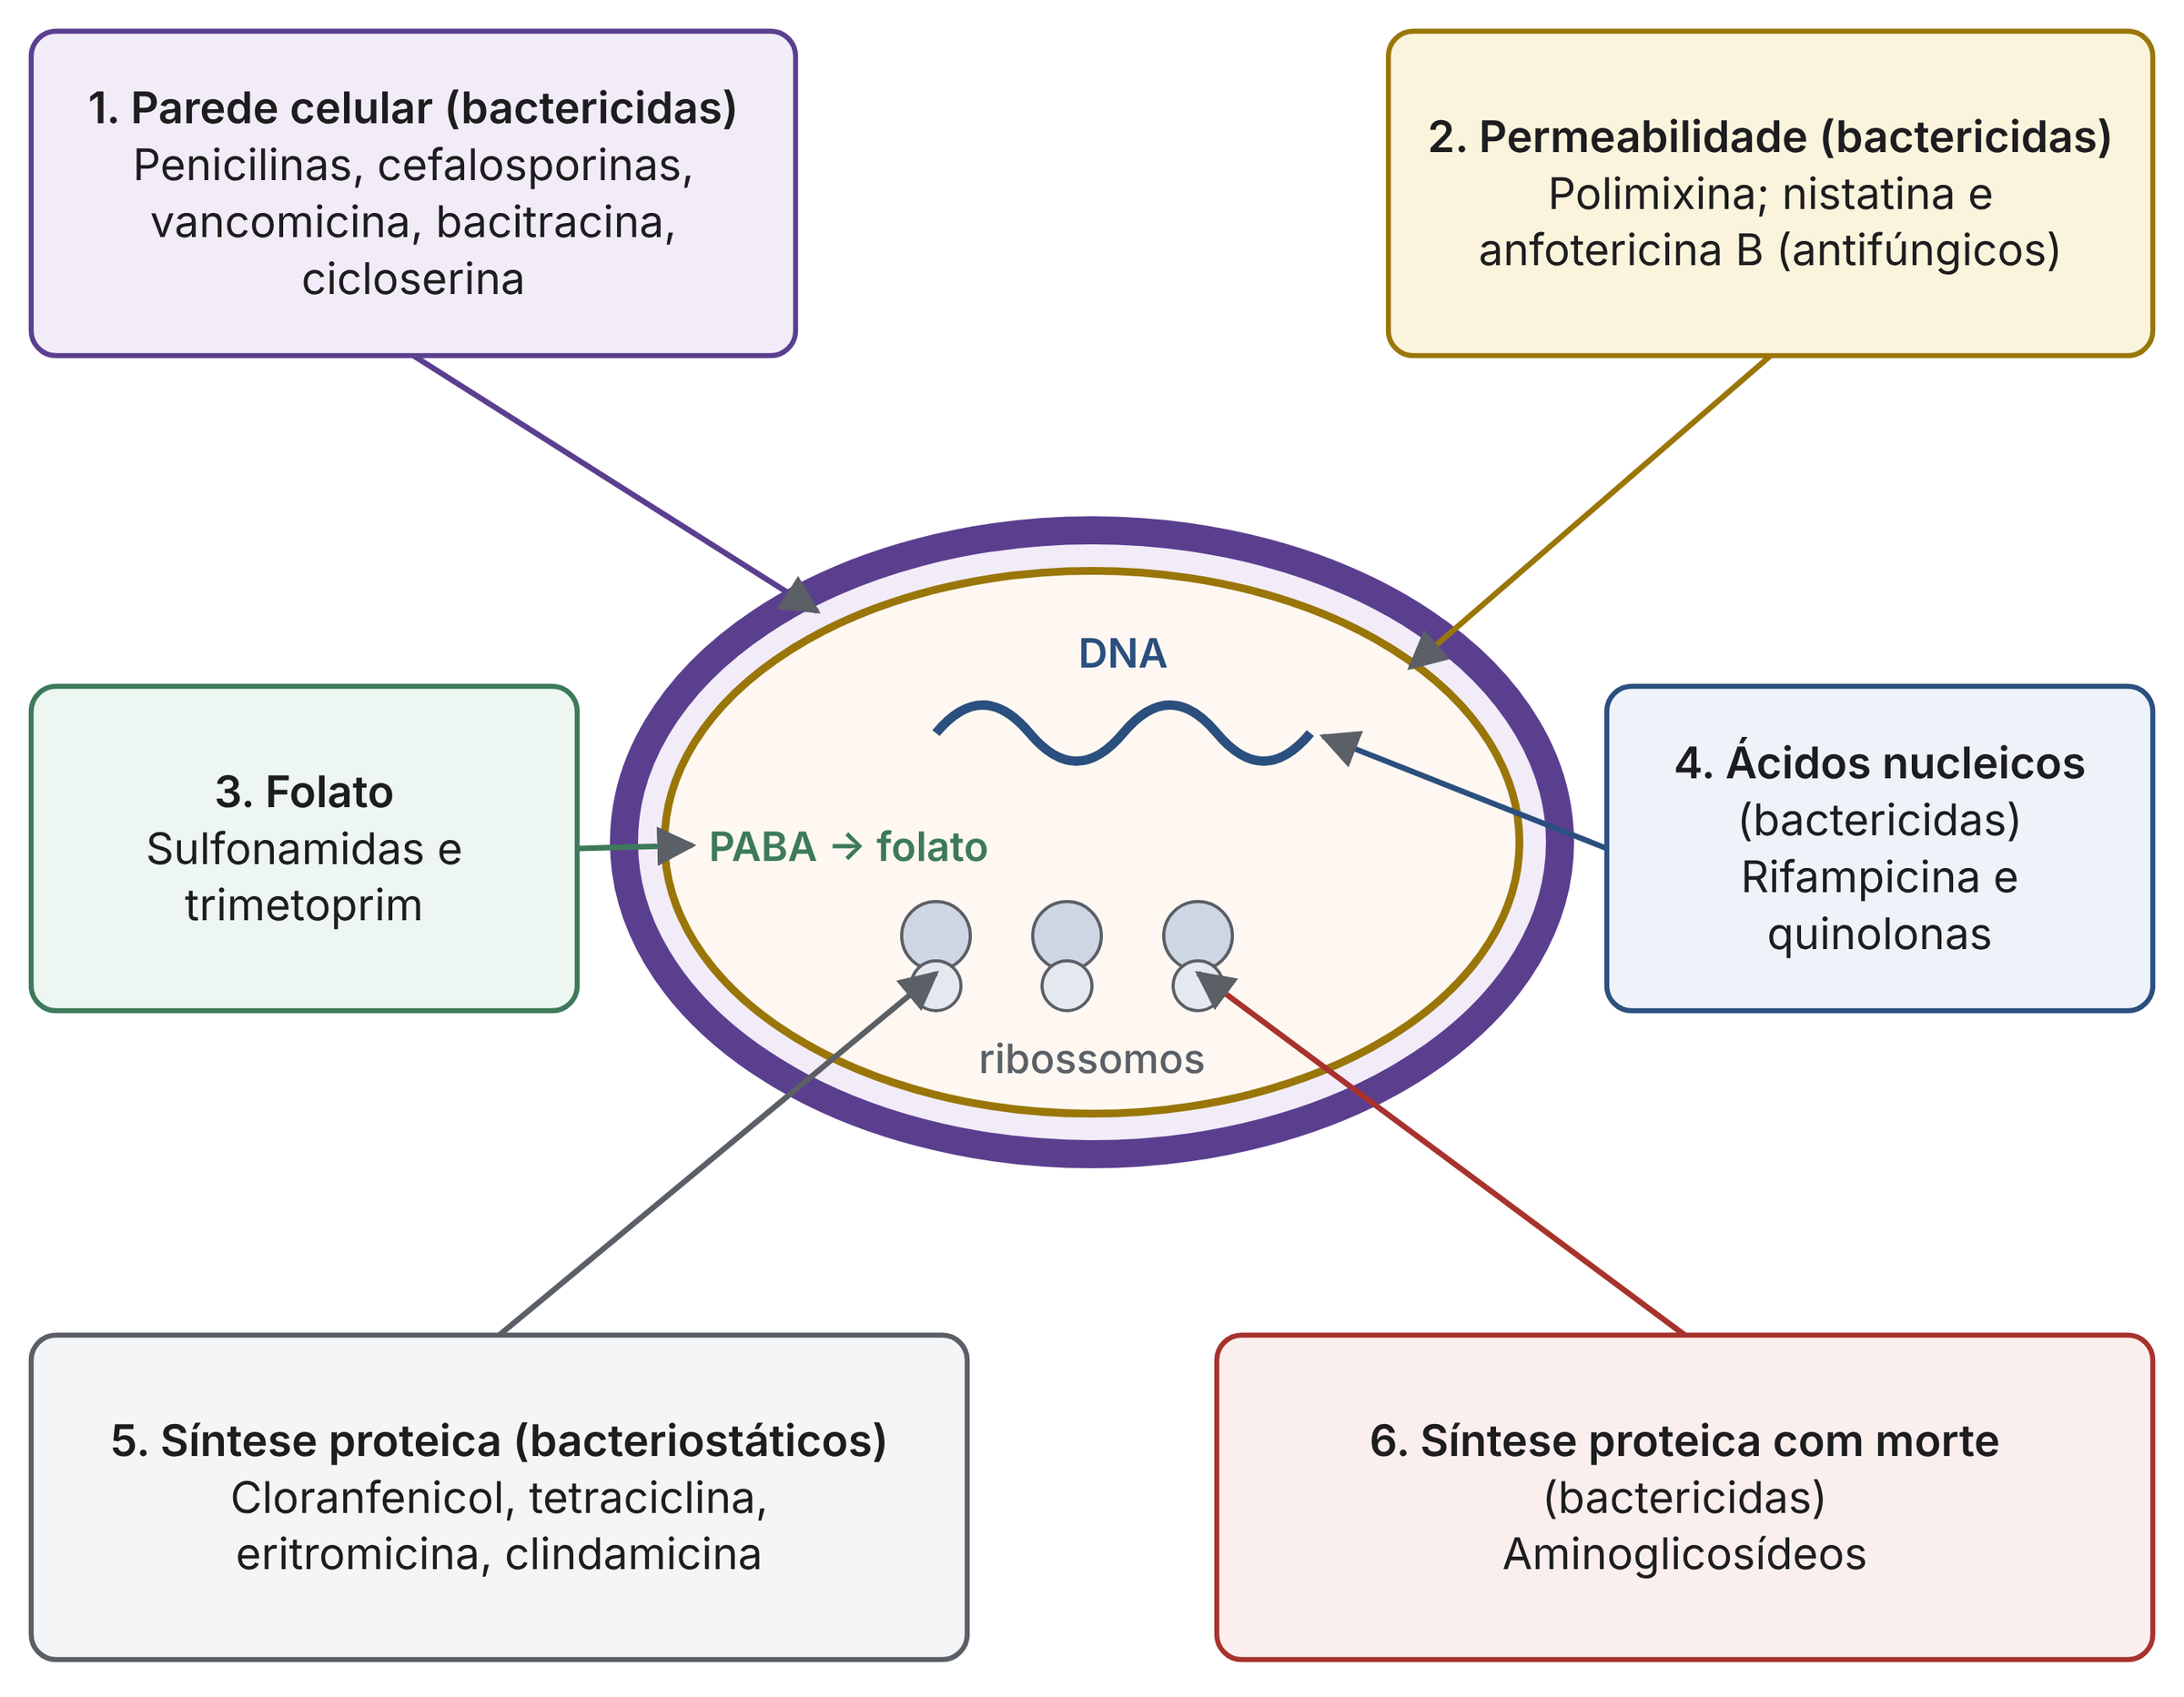 1. Parede celular (bactericidas)
Penicilinas, cefalosporinas,
vancomicina, bacitracina,
cicloserina
2. Permeabilidade (bactericidas)
Polimixina; nistatina e
anfotericina B (antifúngicos)
DNA
3. Folato
Sulfonamidas e
trimetoprim
PABA → folato
4. Ácidos nucleicos
(bactericidas)
Rifampicina e
quinolonas
ribossomos
5. Síntese proteica (bacteriostáticos)
Cloranfenicol, tetraciclina,
eritromicina, clindamicina
6. Síntese proteica com morte
(bactericidas)
Aminoglicosídeos